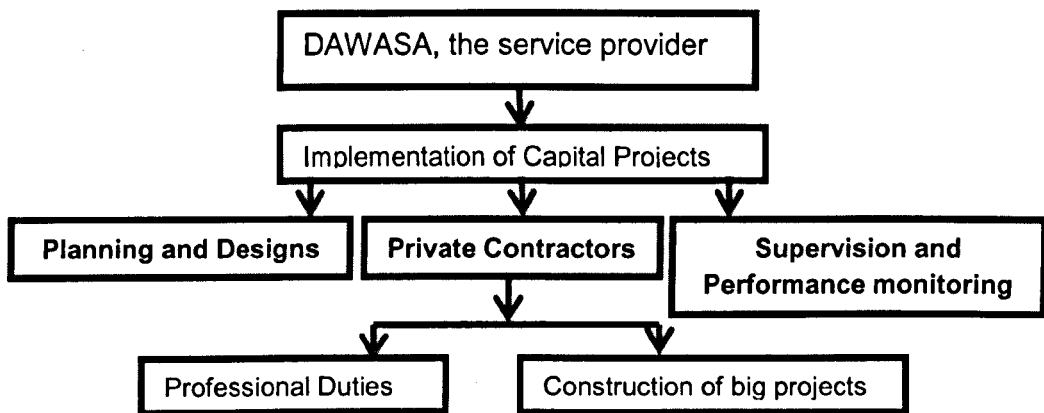 DAWASA, the service provider
Implementation of Capital Projects
Planning and Designs
Private Contractors
Supervision and
Performance monitoring
Professional Duties
Construction of big projects